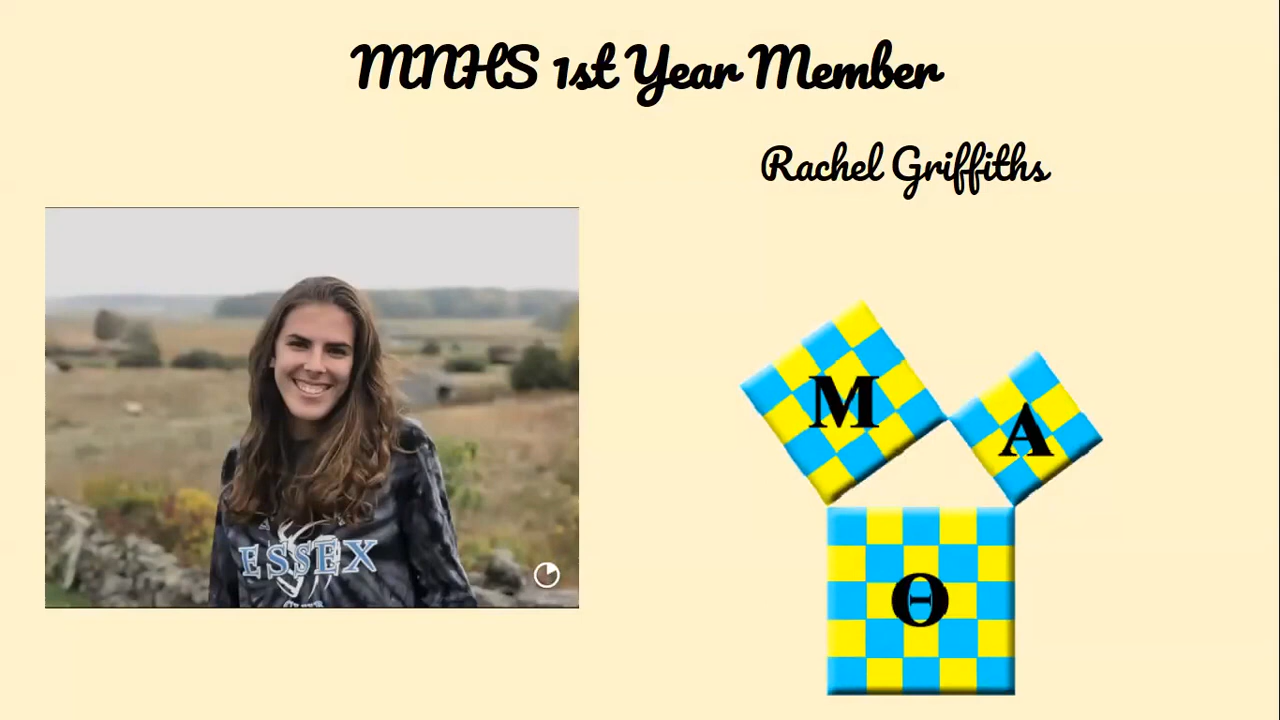 MNHS 1st Year Member
Rachel Griffiths
ESSEX
M
A
Θ